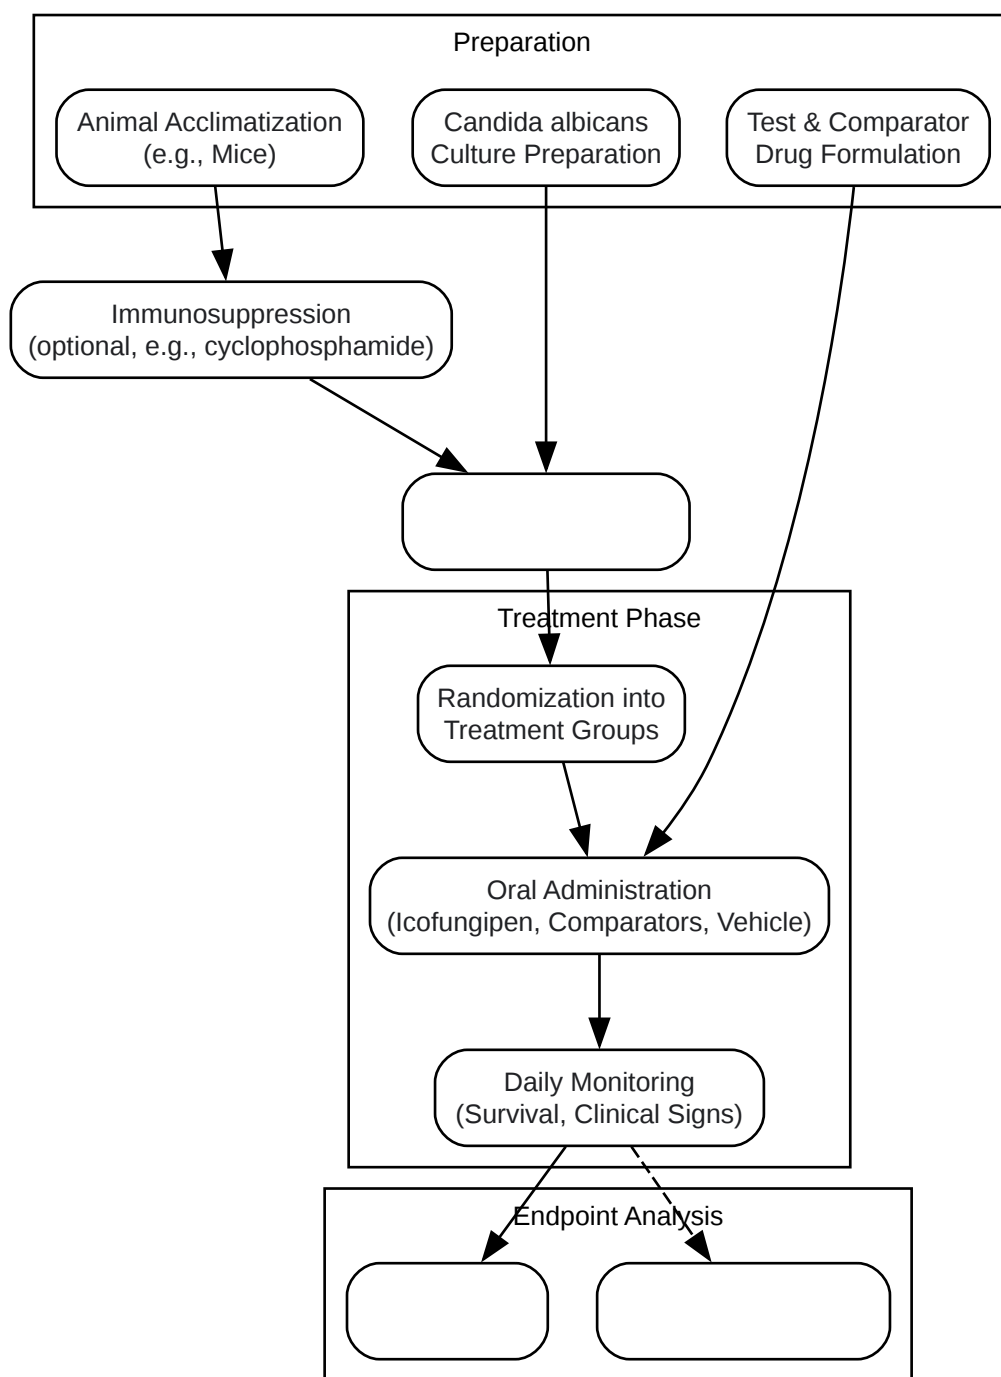 Preparation
Animal Acclimatization
(e.g., Mice)
Candida albicans
Culture Preparation
Test & Comparator
Drug Formulation
Immunosuppression
(optional, e.g., cyclophosphamide)
Treatment Phase
Randomization into
Treatment Groups
Oral Administration
(Icofungipen, Comparators, Vehicle)
Daily Monitoring
(Survival, Clinical Signs)
Endpoint Analysis